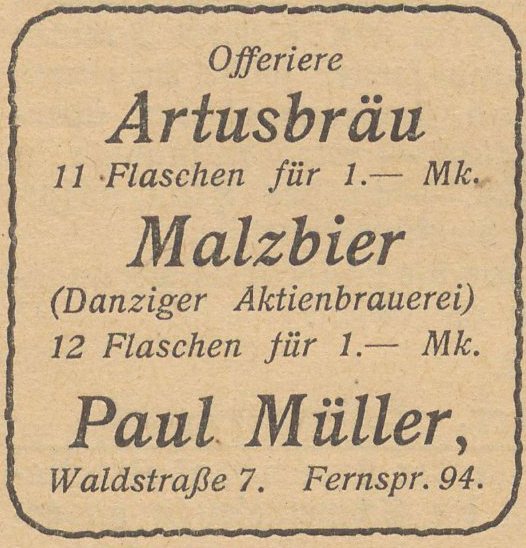 Offeriere
Artusbräu
11 Flaschen für 1.— Mk.
Malzbier
(Danziger Aktienbrauerei)
12 Flaschen für 1.— Mk.
Paul Müller,
Waldstraße 7. Fernspr. 94.